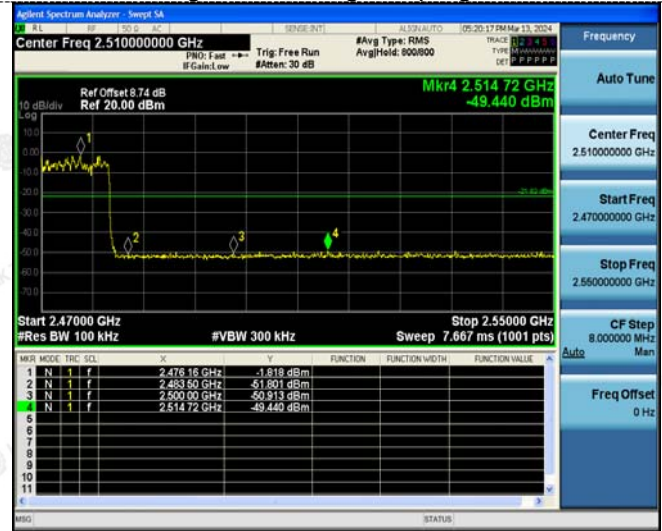 Agilent Spectrum Analyzer - Swept SA
RL RF 50 Ω AC SENSE:INT ALIGNAUTO 05:20:17 PM Mar 13, 2024
Center Freq 2.510000000 GHz
PNO: Fast
IFGain:Low
Trig: Free Run
#Atten: 30 dB
#Avg Type: RMS
Avg|Hold: 800/800
TRACE 1 2 3 4 5 6
TYPE
DET P P P P P P
Frequency
Auto Tune
Center Freq
2.510000000 GHz
Start Freq
2.470000000 GHz
Stop Freq
2.550000000 GHz
CF Step
8.000000 MHz
Auto Man
Freq Offset
0 Hz
Mkr4 2.514 72 GHz
-49.440 dBm
Ref Offset 8.74 dB
10 dB/div Ref 20.00 dBm
Log
10.0
0.00
-10.0
-20.0
-30.0
-40.0
-50.0
-60.0
-70.0
1
2
3
4
Start 2.47000 GHz Stop 2.55000 GHz
#Res BW 100 kHz #VBW 300 kHz Sweep 7.667 ms (1001 pts)
MKR MODE TRC SCL X Y FUNCTION FUNCTION WIDTH FUNCTION VALUE
1 N 1 f 2.476 16 GHz -1.818 dBm
2 N 1 f 2.483 50 GHz -51.801 dBm
3 N 1 f 2.500 00 GHz -50.913 dBm
4 N 1 f 2.514 72 GHz -49.440 dBm
5
6
7
8
9
10
11
MSG STATUS